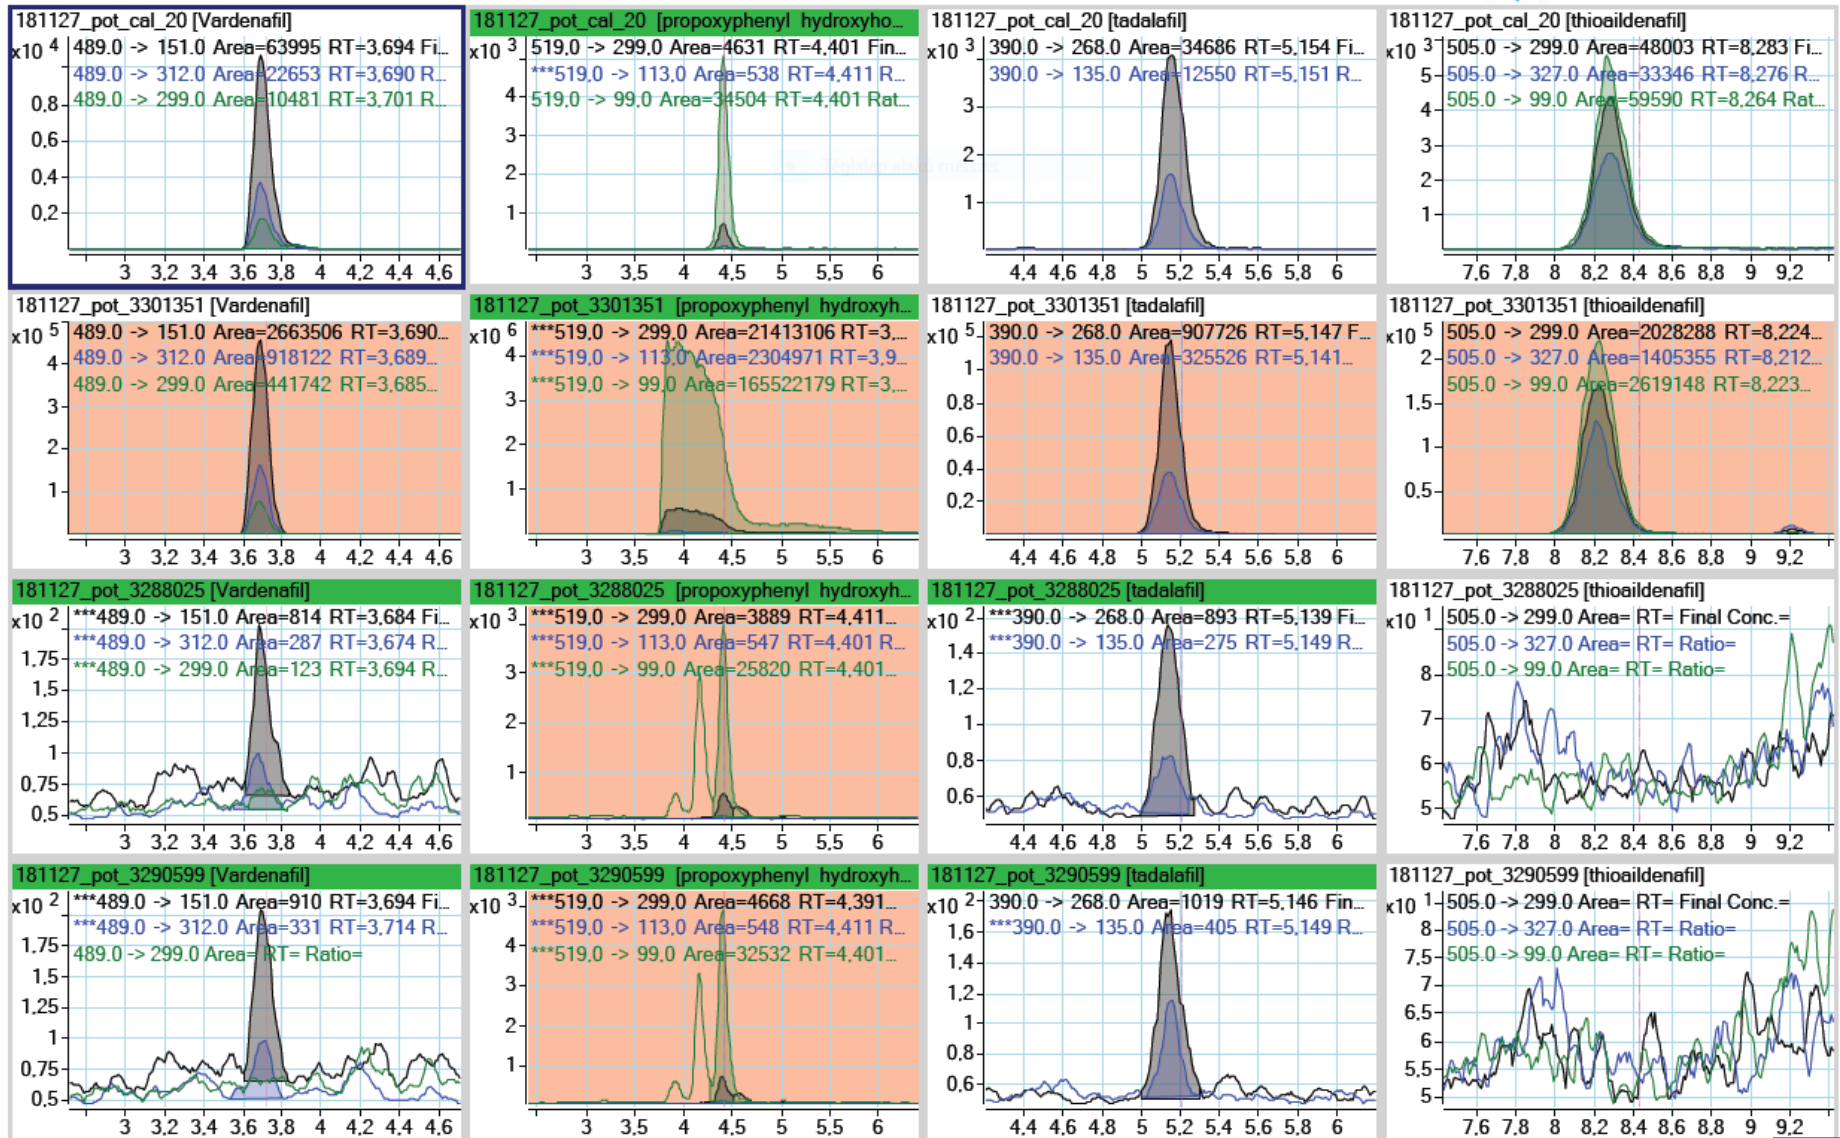 181127_pot_cal_20 [Vardenafil]
489.0 -> 151.0 Area=63995 RT=3,694 Fi...
489.0 -> 312.0 Area=22653 RT=3,690 R...
489.0 -> 299.0 Area=10481 RT=3,701 R...
x10 4
0,8
0,6
0,4
0,2
3 3,2 3,4 3,6 3,8 4 4,2 4,4 4,6
181127_pot_cal_20 [propoxyphenyl hydroxyho...
519,0 -> 299,0 Area=4631 RT=4,401 Fin...
***519,0 -> 113,0 Area=538 RT=4,411 R...
519,0 -> 99,0 Area=34504 RT=4,401 Rat...
x10 3
4
3
2
1
3 3,5 4 4,5 5 5,5 6
181127_pot_cal_20 [tadalafil]
390.0 -> 268.0 Area=34686 RT=5,154 Fi...
390.0 -> 135.0 Area=12550 RT=5,151 R...
x10 3
3
2
1
4,4 4,6 4,8 5 5,2 5,4 5,6 5,8 6
181127_pot_cal_20 [thioaildenafil]
505.0 -> 299.0 Area=48003 RT=8,283 Fi...
505.0 -> 327.0 Area=33346 RT=8,276 R...
505.0 -> 99.0 Area=59590 RT=8,264 Rat...
x10 3
5
4
3
2
1
7,6 7,8 8 8,2 8,4 8,6 8,8 9 9,2
181127_pot_3301351 [Vardenafil]
489.0 -> 151.0 Area=2663506 RT=3,690...
489.0 -> 312.0 Area=918122 RT=3,689...
489.0 -> 299.0 Area=441742 RT=3,685...
x10 5
4
3
2
1
3 3,2 3,4 3,6 3,8 4 4,2 4,4 4,6
181127_pot_3301351 [propoxyphenyl hydroxyh...
***519,0 -> 299,0 Area=21413106 RT=3,...
***519,0 -> 113,0 Area=2304971 RT=3,9...
***519,0 -> 99,0 Area=165522179 RT=3,...
x10 6
4
3
2
1
3 3,5 4 4,5 5 5,5 6
181127_pot_3301351 [tadalafil]
390.0 -> 268.0 Area=907726 RT=5,147 F...
390.0 -> 135.0 Area=325526 RT=5,141...
x10 5
1
0,8
0,6
0,4
0,2
4,4 4,6 4,8 5 5,2 5,4 5,6 5,8 6
181127_pot_3301351 [thioaildenafil]
505.0 -> 299.0 Area=2028288 RT=8,224...
505.0 -> 327.0 Area=1405355 RT=8,212...
505.0 -> 99.0 Area=2619148 RT=8,223...
x10 5
2
1,5
1
0,5
7,6 7,8 8 8,2 8,4 8,6 8,8 9 9,2
181127_pot_3288025 [Vardenafil]
***489.0 -> 151.0 Area=814 RT=3,684 Fi...
***489.0 -> 312.0 Area=287 RT=3,674 R...
***489.0 -> 299.0 Area=123 RT=3,694 R...
x10 2
1,75
1,5
1,25
1
0,75
0,5
3 3,2 3,4 3,6 3,8 4 4,2 4,4 4,6
181127_pot_3288025 [propoxyphenyl hydroxyh...
***519,0 -> 299,0 Area=3889 RT=4,411...
***519,0 -> 113,0 Area=547 RT=4,401 R...
***519,0 -> 99,0 Area=25820 RT=4,401...
x10 3
3
2
1
3 3,5 4 4,5 5 5,5 6
181127_pot_3288025 [tadalafil]
***390.0 -> 268.0 Area=893 RT=5,139 Fi...
***390.0 -> 135.0 Area=275 RT=5,149 R...
x10 2
1,4
1,2
1
0,8
0,6
4,4 4,6 4,8 5 5,2 5,4 5,6 5,8 6
181127_pot_3288025 [thioaildenafil]
505.0 -> 299.0 Area= RT= Final Conc.=
505.0 -> 327.0 Area= RT= Ratio=
505.0 -> 99.0 Area= RT= Ratio=
x10 1
8
7
6
5
7,6 7,8 8 8,2 8,4 8,6 8,8 9 9,2
181127_pot_3290599 [Vardenafil]
***489.0 -> 151.0 Area=910 RT=3,694 Fi...
***489.0 -> 312.0 Area=331 RT=3,714 R...
489.0 -> 299.0 Area= RT= Ratio=
x10 2
1,75
1,5
1,25
1
0,75
0,5
3 3,2 3,4 3,6 3,8 4 4,2 4,4 4,6
181127_pot_3290599 [propoxyphenyl hydroxyh...
***519,0 -> 299,0 Area=4668 RT=4,391...
***519,0 -> 113,0 Area=548 RT=4,411 R...
***519,0 -> 99,0 Area=32532 RT=4,401...
x10 3
4
3
2
1
3 3,5 4 4,5 5 5,5 6
181127_pot_3290599 [tadalafil]
390.0 -> 268.0 Area=1019 RT=5,146 Fin...
***390.0 -> 135.0 Area=405 RT=5,149 R...
x10 2
1,6
1,4
1,2
1
0,8
0,6
4,4 4,6 4,8 5 5,2 5,4 5,6 5,8 6
181127_pot_3290599 [thioaildenafil]
505.0 -> 299.0 Area= RT= Final Conc.=
505.0 -> 327.0 Area= RT= Ratio=
505.0 -> 99.0 Area= RT= Ratio=
x10 1
8
7,5
7
6,5
6
5,5
5
7,6 7,8 8 8,2 8,4 8,6 8,8 9 9,2